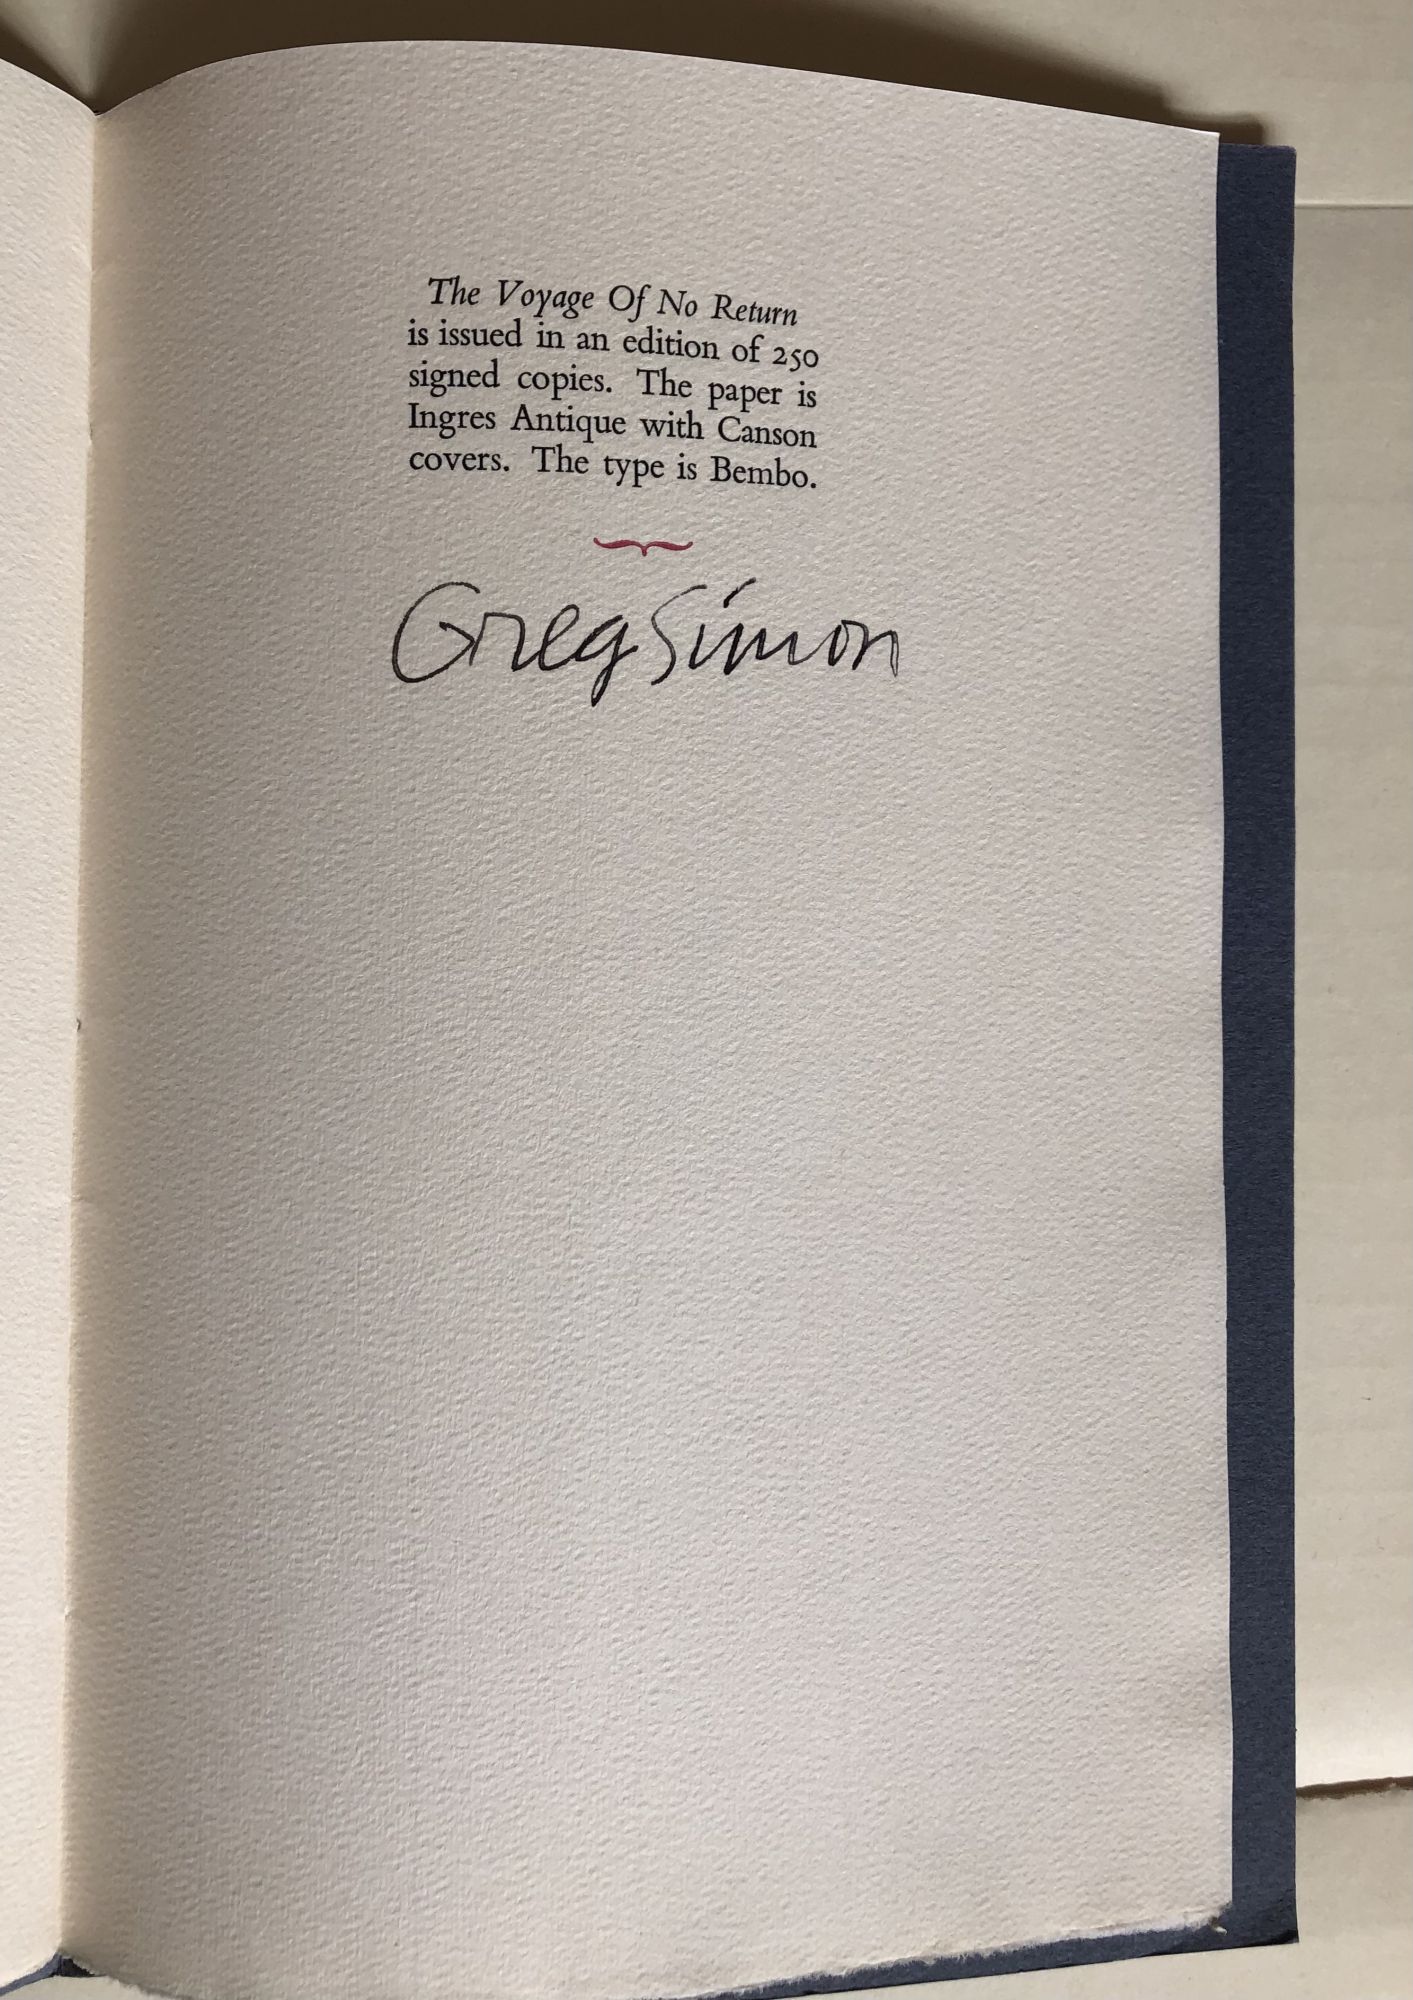 The Voyage Of No Return
is issued in an edition of 250
signed copies. The paper is
Ingres Antique with Canson
covers. The type is Bembo.
Greg Simon